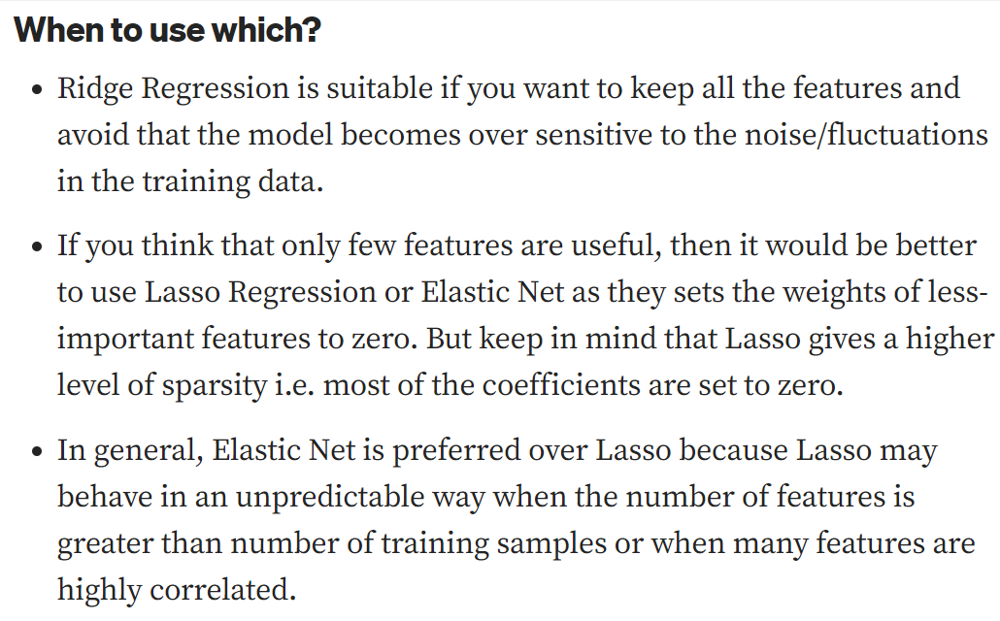 When to use which?
• Ridge Regression is suitable if you want to keep all the features and
avoid that the model becomes over sensitive to the noise/fluctuations
in the training data.
• If you think that only few features are useful, then it would be better
to use Lasso Regression or Elastic Net as they sets the weights of less-
important features to zero. But keep in mind that Lasso gives a higher
level of sparsity i.e. most of the coefficients are set to zero.
• In general, Elastic Net is preferred over Lasso because Lasso may
behave in an unpredictable way when the number of features is
greater than number of training samples or when many features are
highly correlated.